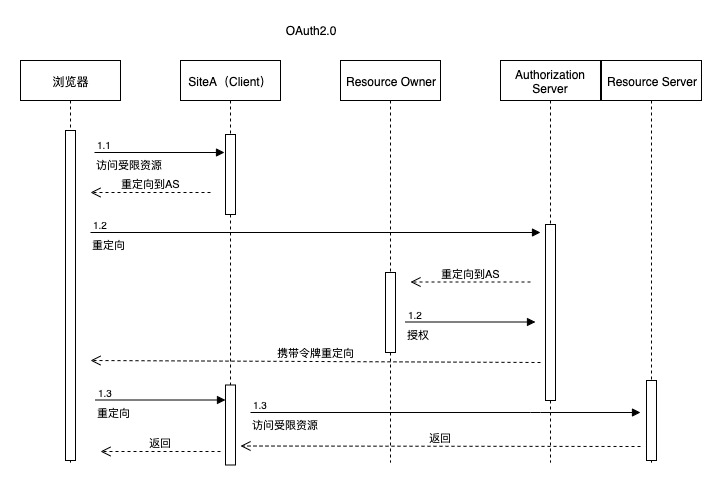 OAuth2.0
浏览器
SiteA（Client）
Resource Owner
Authorization
Server
Resource Server
1.1
访问受限资源
重定向到AS
1.2
重定向
重定向到AS
1.2
授权
携带令牌重定向
1.3
重定向
1.3
访问受限资源
返回
返回